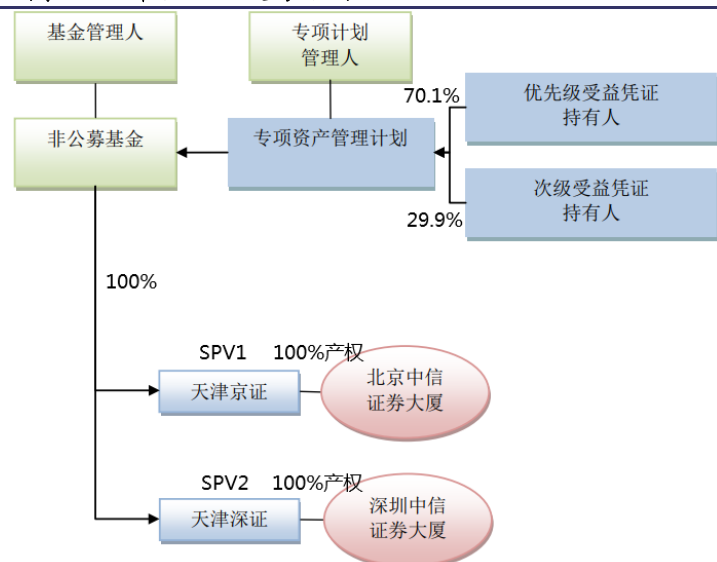 基金管理人
专项计划
管理人
70.1%
优先级受益凭证
持有人
非公募基金
专项资产管理计划
次级受益凭证
持有人
29.9%
100%
SPV1 100%产权
天津京证
北京中信
证券大厦
SPV2 100%产权
天津深证
深圳中信
证券大厦